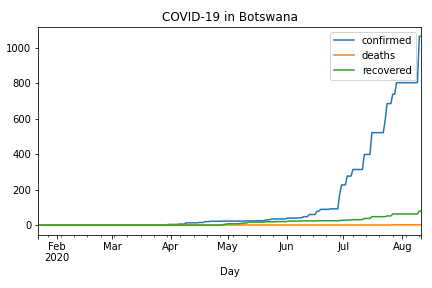 COVID-19 in Botswana
confirmed
deaths
recovered
1000
800
600
400
200
0
Feb Mar Apr May Jun Jul Aug
2020
Day